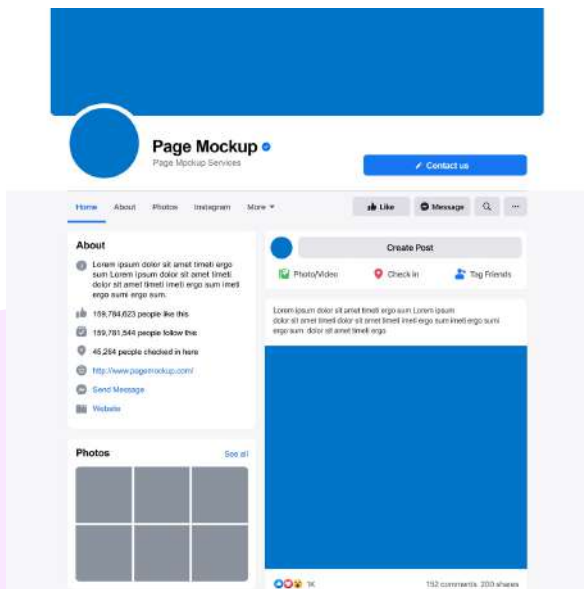 Page Mockup
Page Mpckup Services
Contact us
Home About Photos Instagram More
Like Message
About
Lorem ipsum dolor sit amet timeti ergo
sum Lorem ipsum dolor sit amet timeti
dolor sit amet timeti imeti ergo sum imeti
ergo sumi ergo sum.
159,784,623 people like this
159,781,544 people follow this
45,264 people checked in here
http://www.pagemockup.com/
Send Message
Website
Photos See all
Create Post
Photo/Video Check in Tag Friends
Lorem ipsum dolor sit amet timeti ergo sum Lorem ipsum
dolor sit amet timeti dolor sit amet timeti imeti ergo sum imeti ergo sumi
ergo sum dolor sit amet timeti ergo
1K 152 comments 200 shares